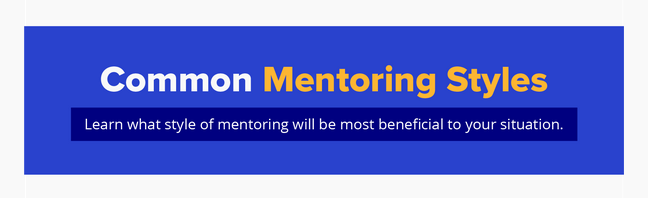 Common Mentoring Styles
Learn what style of mentoring will be most beneficial to your situation.